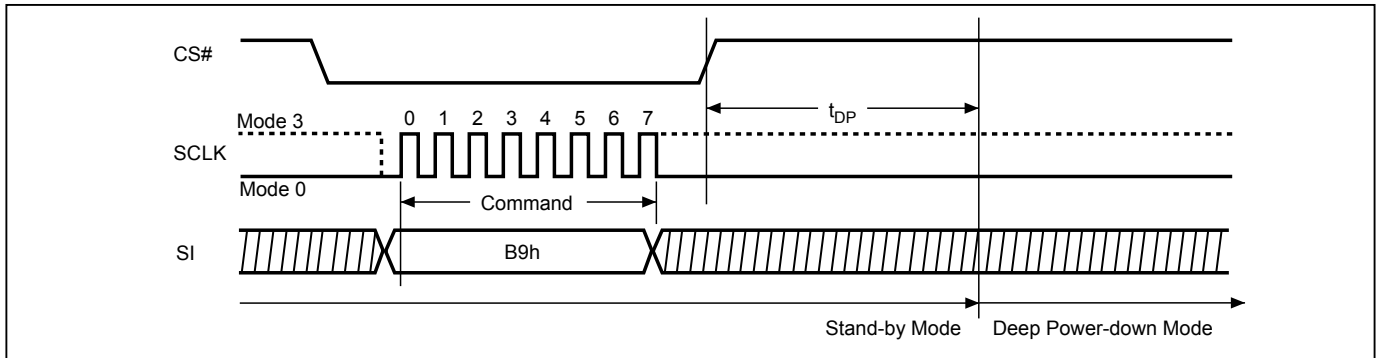 CS#
t_DP
Mode 3
0 1 2 3 4 5 6 7
SCLK
Mode 0
Command
SI
B9h
Stand-by Mode
Deep Power-down Mode